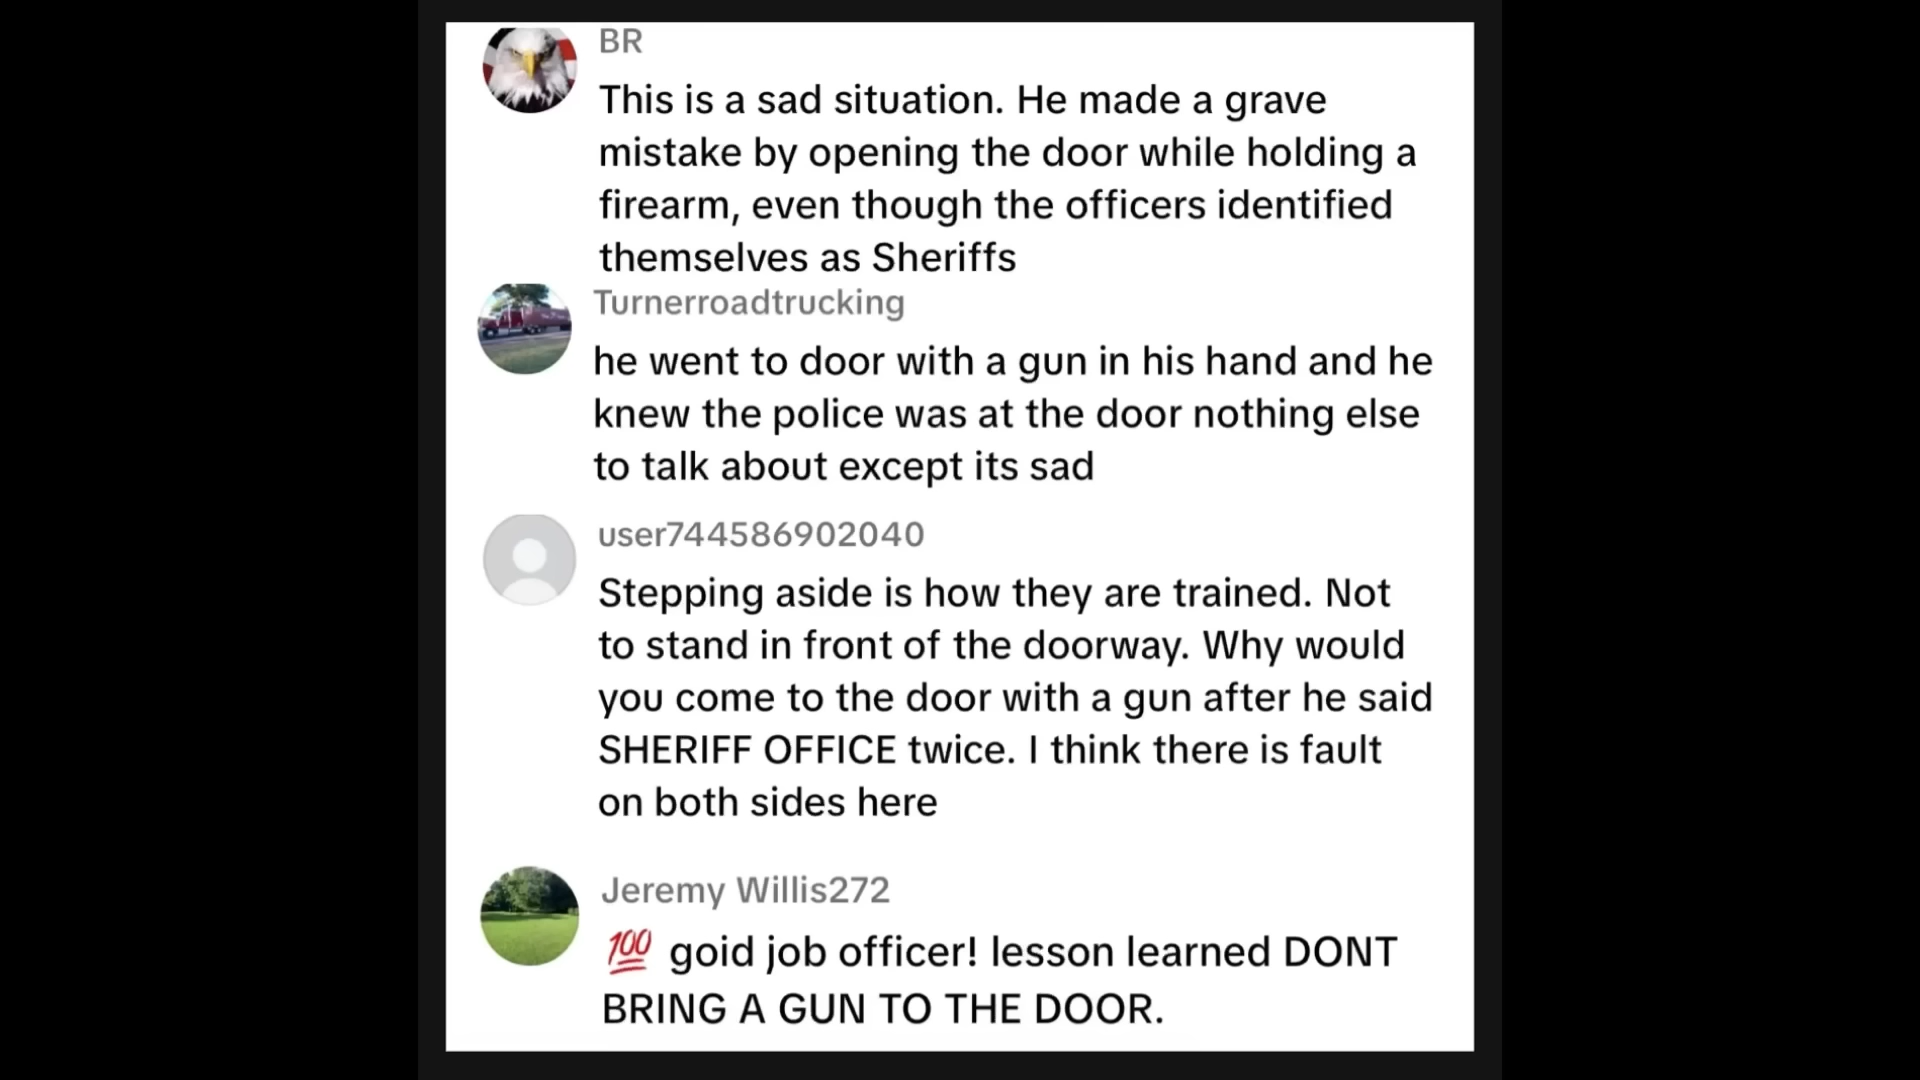 BR
This is a sad situation. He made a grave
mistake by opening the door while holding a
firearm, even though the officers identified
themselves as Sheriffs
Turnerroadtrucking
he went to door with a gun in his hand and he
knew the police was at the door nothing else
to talk about except its sad
user744586902040
Stepping aside is how they are trained. Not
to stand in front of the doorway. Why would
you come to the door with a gun after he said
SHERIFF OFFICE twice. I think there is fault
on both sides here
Jeremy Willis272
💯 goid job officer! lesson learned DONT
BRING A GUN TO THE DOOR.